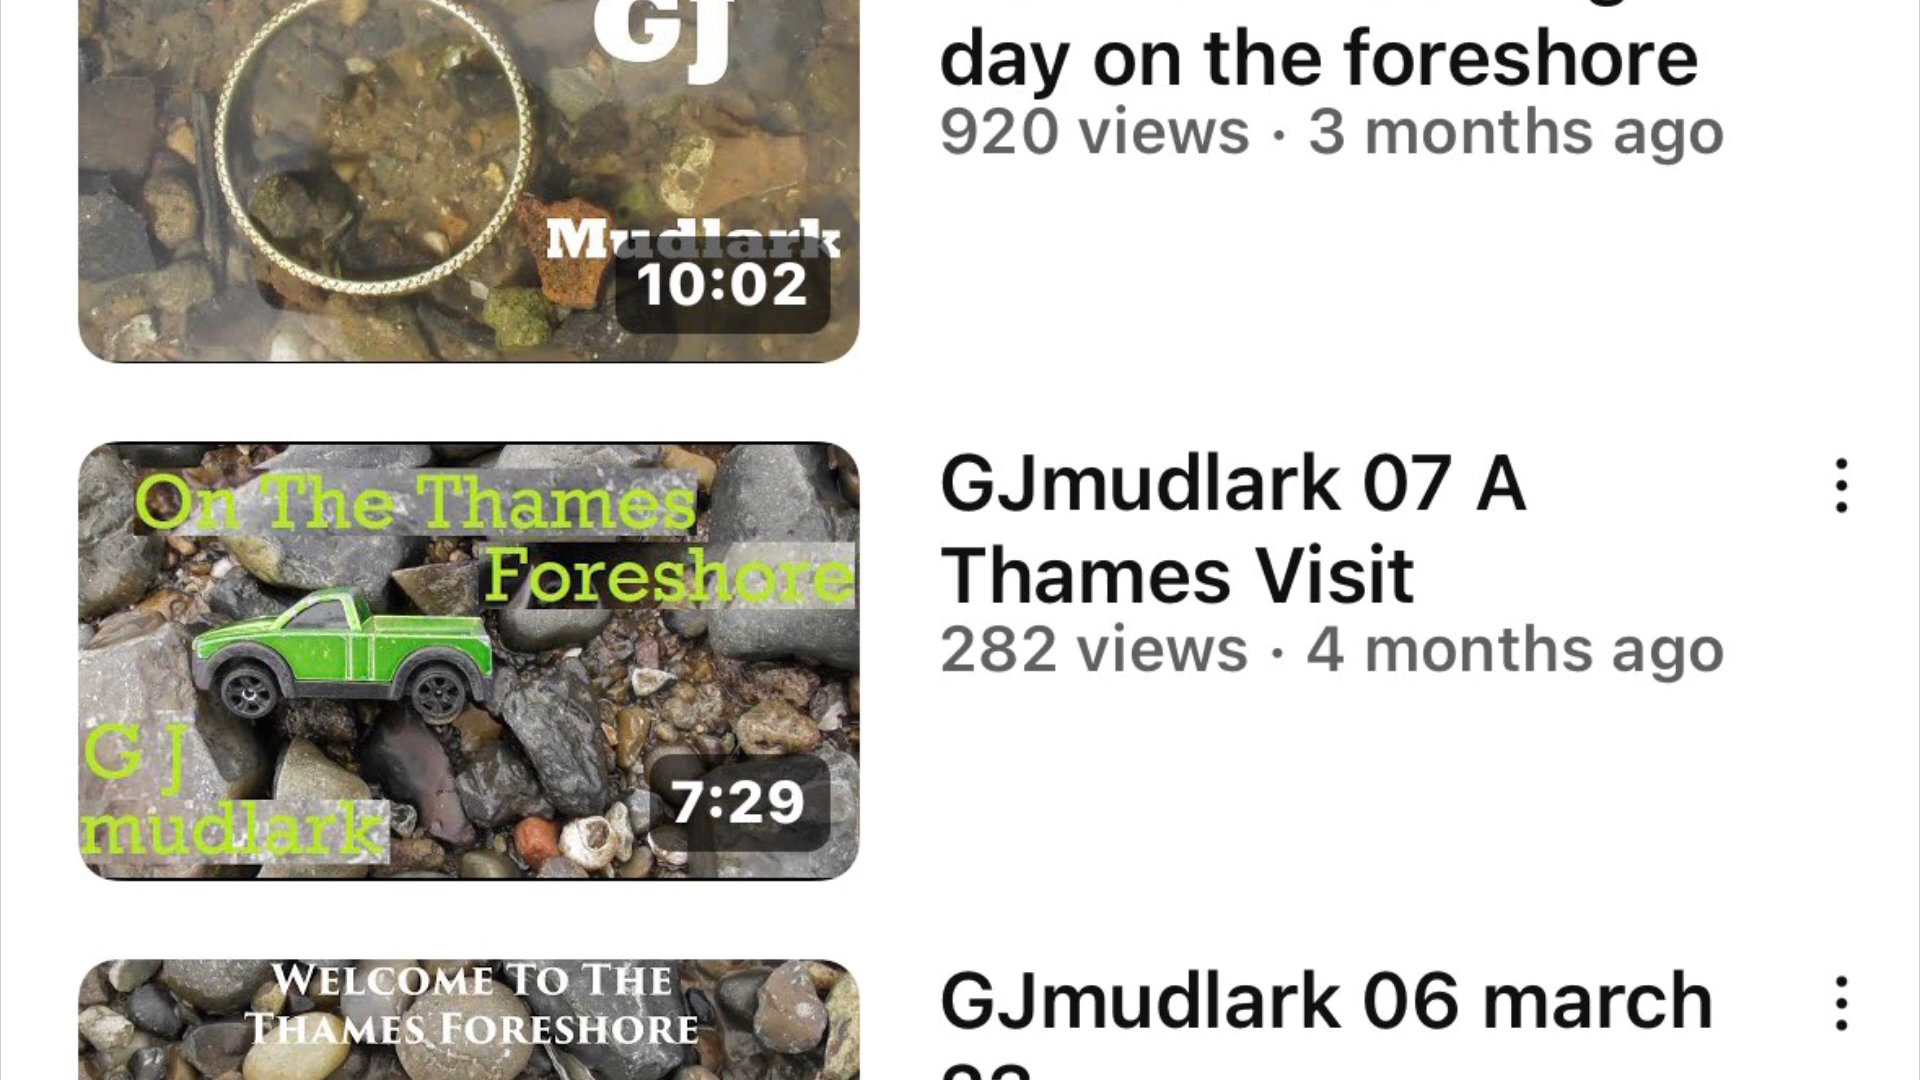 GJ
Mudlark
10:02
day on the foreshore
920 views · 3 months ago
On The Thames
Foreshore
G J
mudlark
7:29
GJmudlark 07 A
Thames Visit
282 views · 4 months ago
WELCOME TO THE
THAMES FORESHORE
GJmudlark 06 march